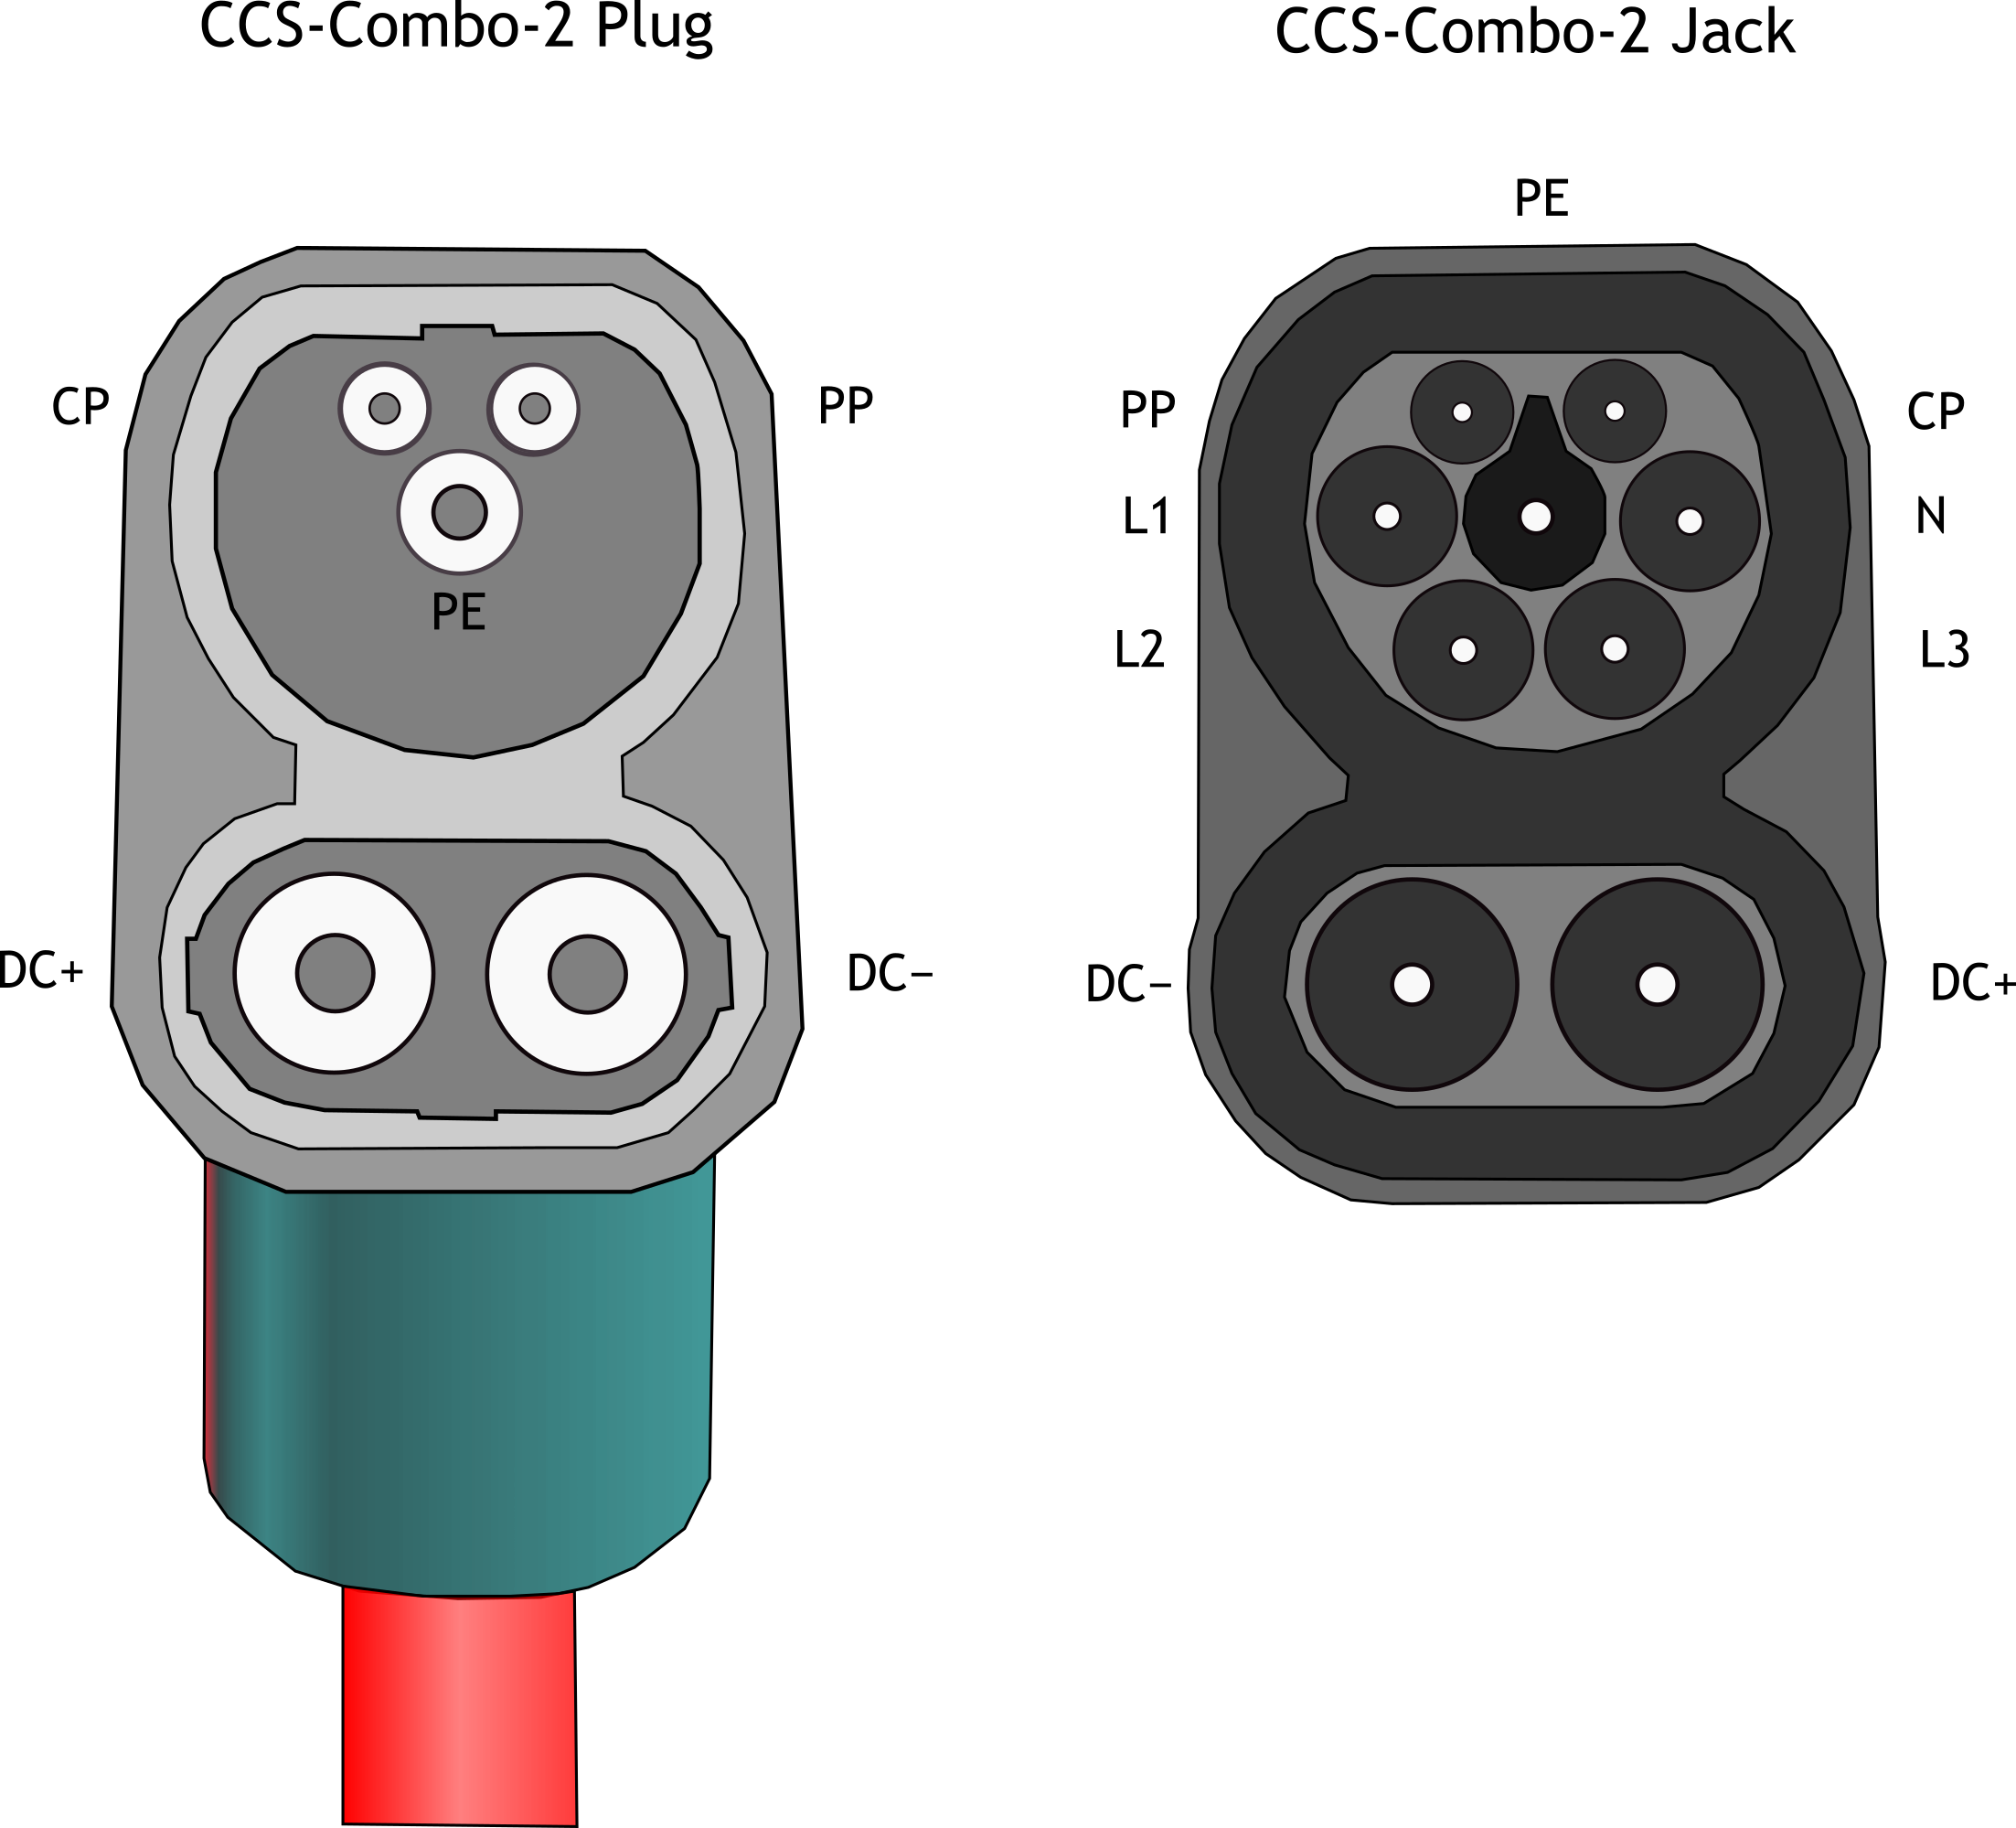 CCS-Combo-2 Plug
CP
PP
PE
DC+
DC−
CCS-Combo-2 Jack
PE
PP
CP
L1
N
L2
L3
DC−
DC+